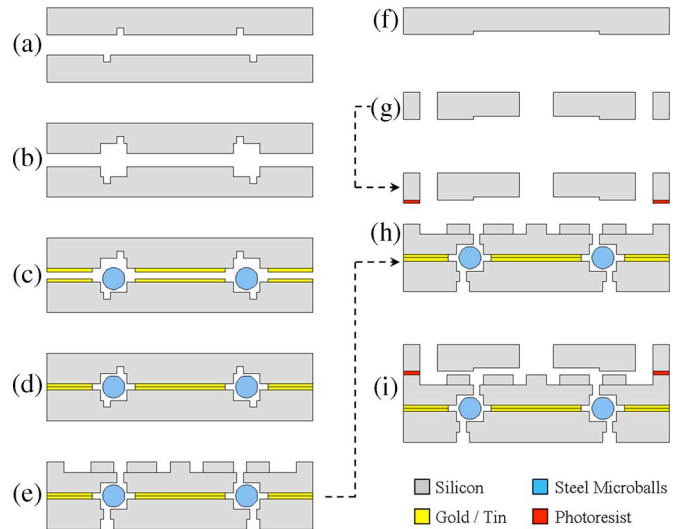 (a)
(b)
(c)
(d)
(e)
(f)
(g)
(h)
(i)
Silicon
Steel Microballs
Gold / Tin
Photoresist